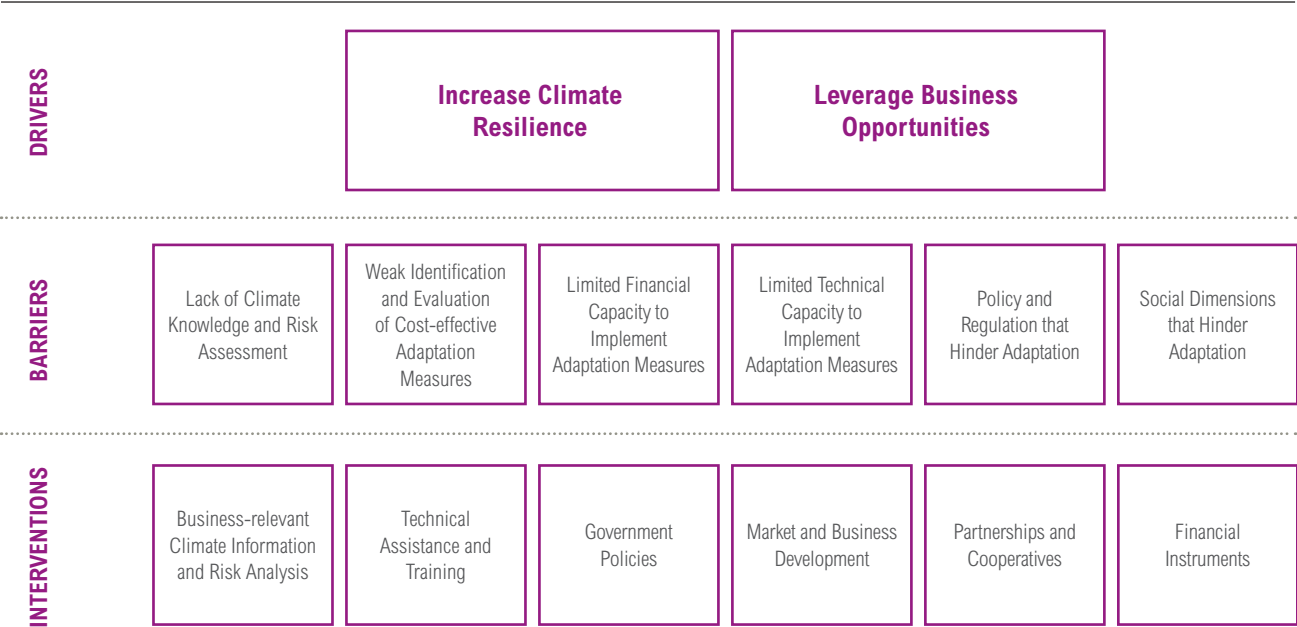 DRIVERS
Increase Climate
Resilience
Leverage Business
Opportunities
BARRIERS
Lack of Climate
Knowledge and Risk
Assessment
Weak Identification
and Evaluation
of Cost-effective
Adaptation
Measures
Limited Financial
Capacity to
Implement
Adaptation Measures
Limited Technical
Capacity to
Implement
Adaptation Measures
Policy and
Regulation that
Hinder Adaptation
Social Dimensions
that Hinder
Adaptation
INTERVENTIONS
Business-relevant
Climate Information
and Risk Analysis
Technical
Assistance and
Training
Government
Policies
Market and Business
Development
Partnerships and
Cooperatives
Financial
Instruments